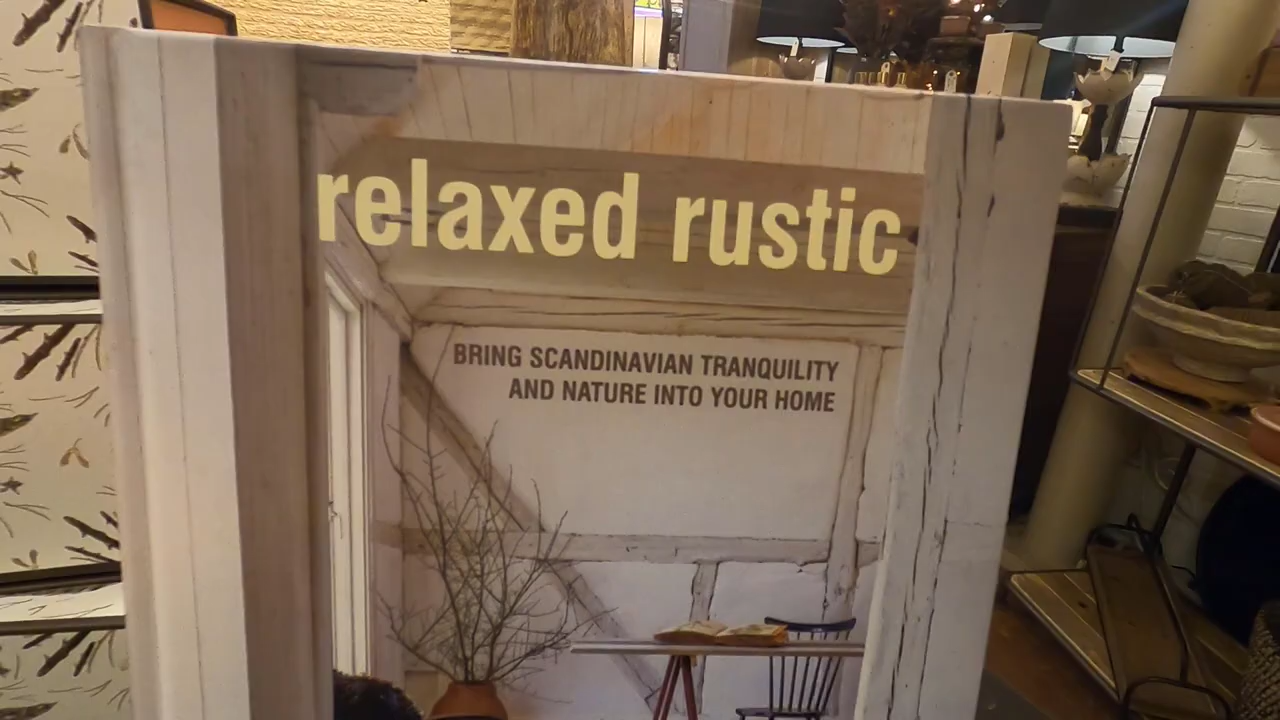 relaxed rustic
BRING SCANDINAVIAN TRANQUILITY
AND NATURE INTO YOUR HOME